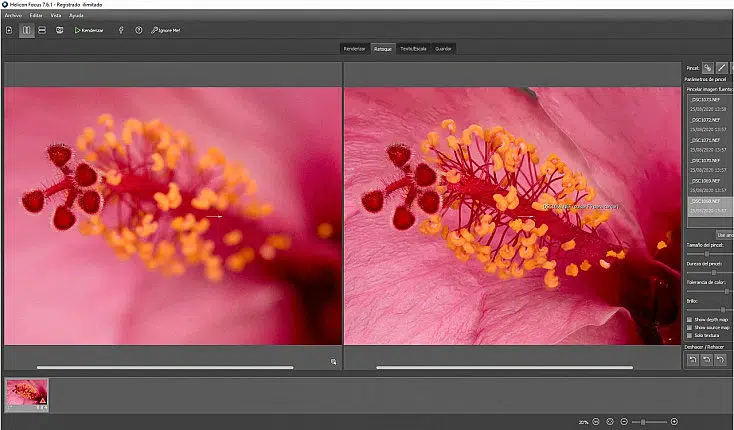 Helicon Focus 7.6.1 - Registrado ilimitado
Archivo Editar Vista Ayuda
Renderizar Ignore Me!
Renderizar Retoque Texto/Escala Guardar
Pincel:
Parámetros de pincel
Pincelar imagen fuente:
_DSC1073.NEF
25/08/2020 13:58
_DSC1072.NEF
25/08/2020 13:57
_DSC1071.NEF
25/08/2020 13:57
_DSC1070.NEF
25/08/2020 13:57
_DSC1069.NEF
25/08/2020 13:57
_DSC1068.NEF
25/08/2020 13:57
Tamaño del pincel:
Dureza del pincel:
Tolerancia de color:
Brillo:
Show depth map
Show source map
Solo textura
Deshacer / Rehacer
20%